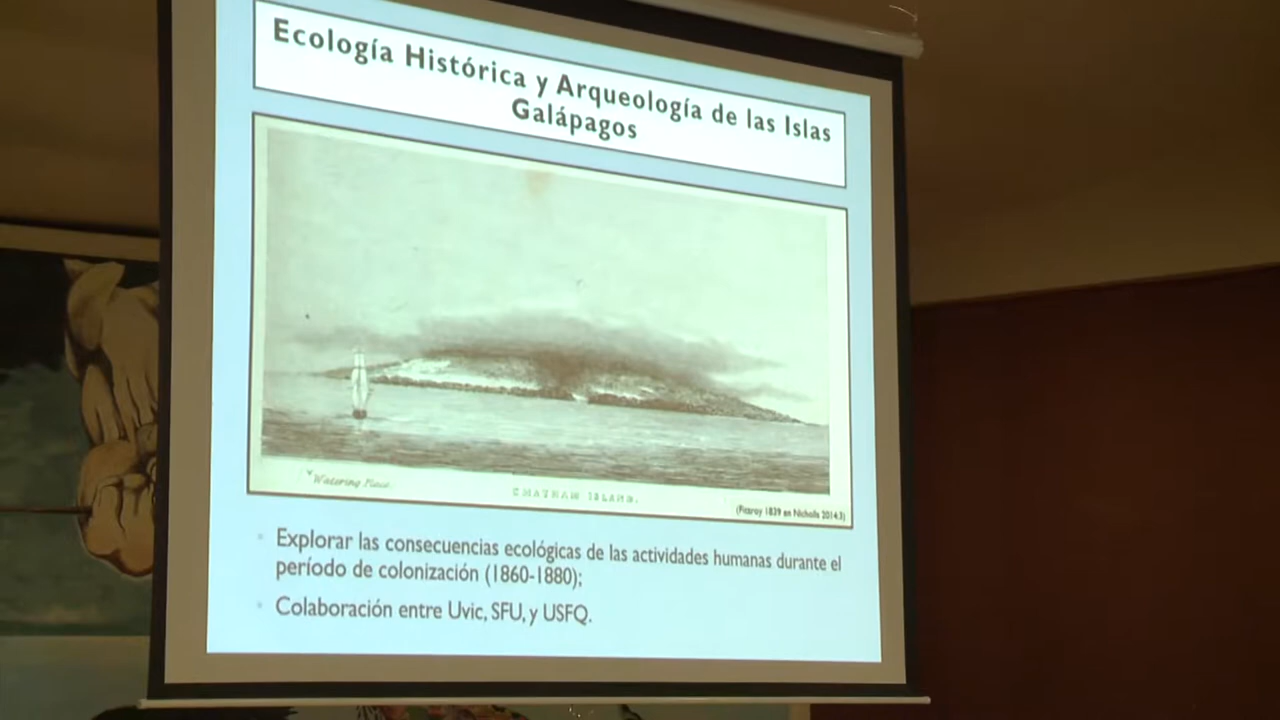 Ecología Histórica y Arqueología de las Islas
Galápagos
Watering Place
CHATHAM ISLAND.
(Fitzroy 1839 en Nicholls 2014:3)
Explorar las consecuencias ecológicas de las actividades humanas durante el
período de colonización (1860-1880);
Colaboración entre Uvic, SFU, y USFQ.